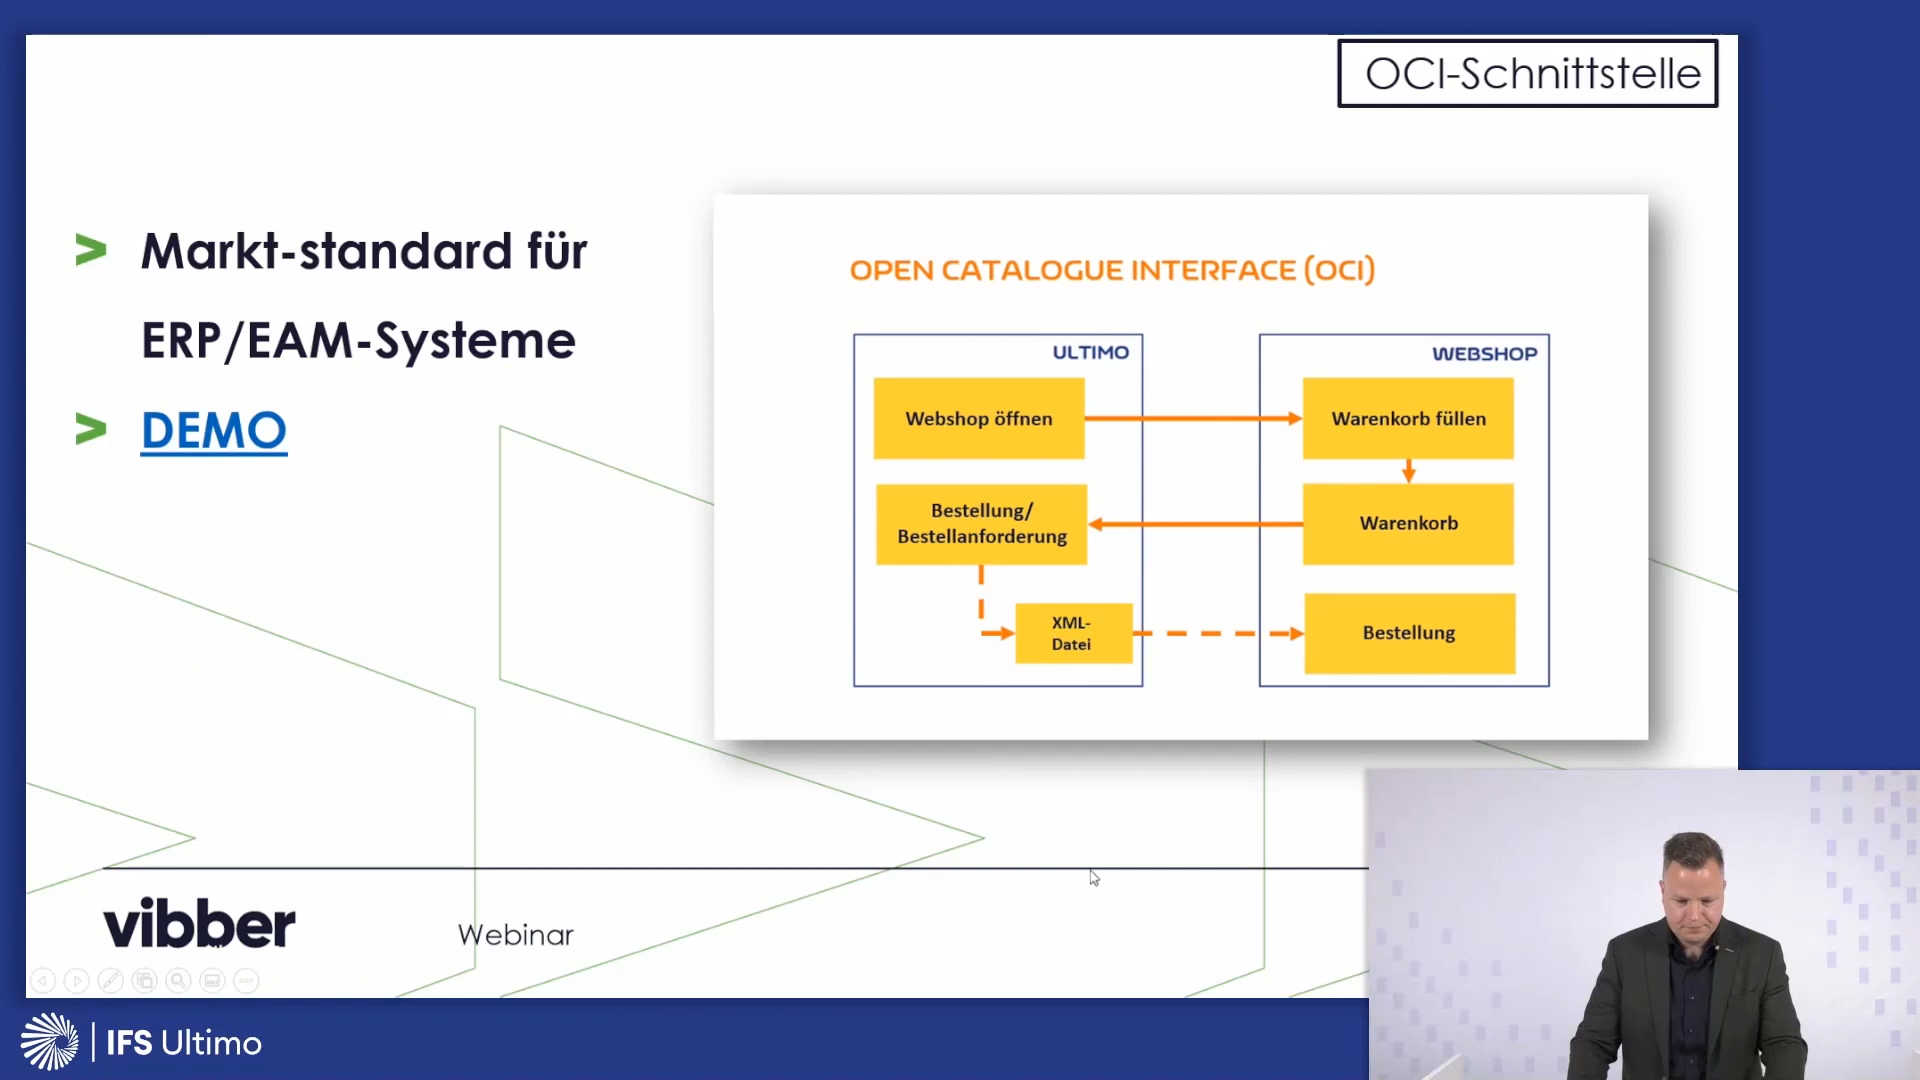 OCI-Schnittstelle
> Markt-standard für
ERP/EAM-Systeme
> DEMO
OPEN CATALOGUE INTERFACE (OCI)
ULTIMO
WEBSHOP
Webshop öffnen
Warenkorb füllen
Bestellung/
Bestellanforderung
Warenkorb
XML-
Datei
Bestellung
vibber
Webinar
IFS Ultimo